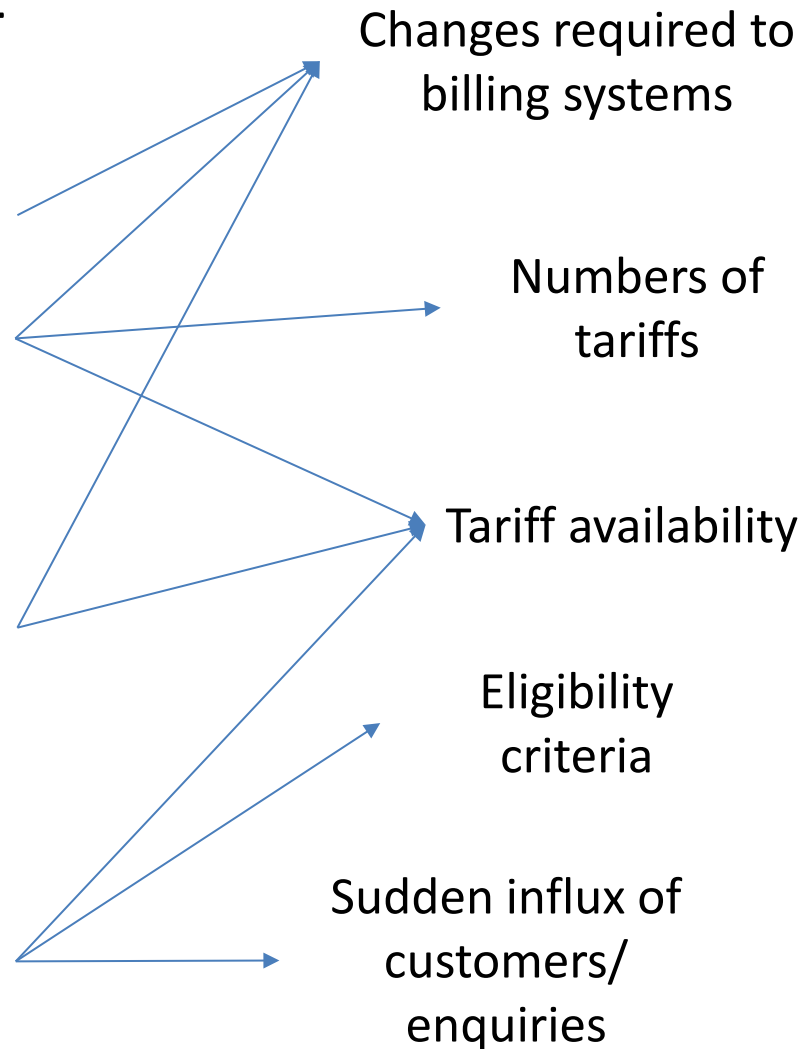 Changes required to
billing systems
Numbers of
tariffs
Tariff availability
Eligibility
criteria
Sudden influx of
customers/
enquiries